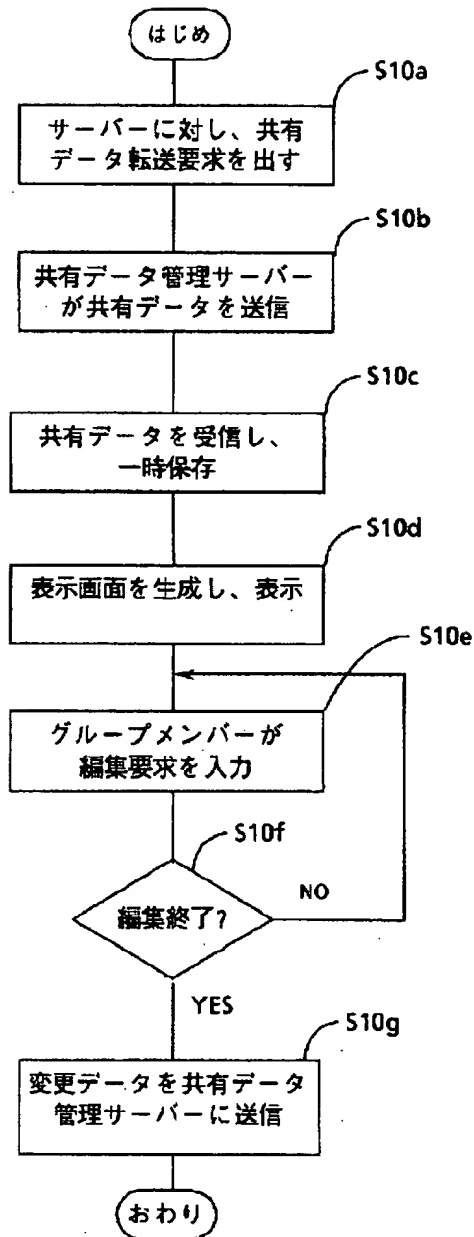 はじめ
S10a
サーバーに対し、共有
データ転送要求を出す
S10b
共有データ管理サーバー
が共有データを送信
S10c
共有データを受信し、
一時保存
S10d
表示画面を生成し、表示
S10e
グループメンバーが
編集要求を入力
S10f
編集終了?
NO
YES
S10g
変更データを共有データ
管理サーバーに送信
おわり